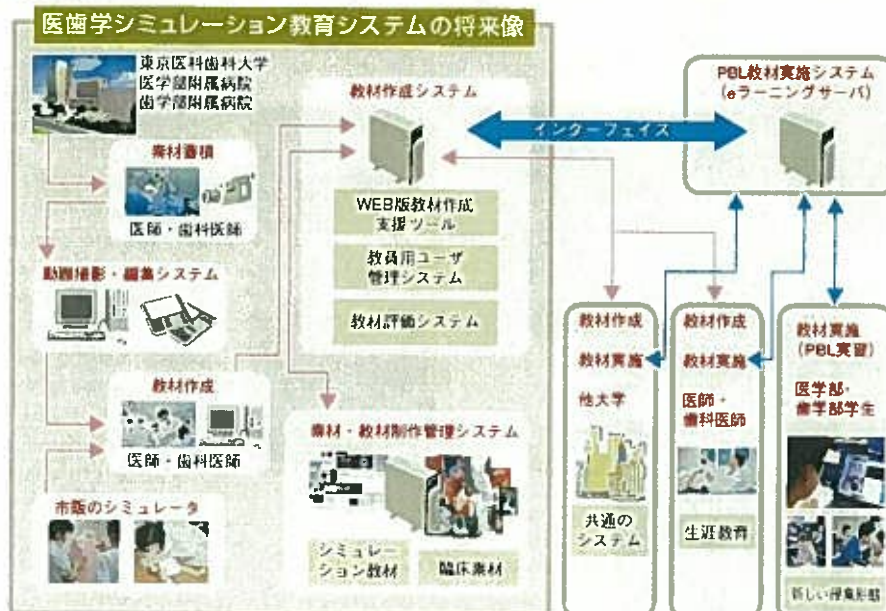 医歯学シミュレーション教育システムの将来像
東京医科歯科大学
医学部附属病院
歯学部附属病院
素材蓄積
医師・歯科医師
動画撮影・編集システム
教材作成
医師・歯科医師
市販のシミュレータ
教材作成システム
WEB版教材作成
支援ツール
教員用ユーザ
管理システム
教材評価システム
素材・教材制作管理システム
シミュレー
ション教材
臨床素材
インターフェイス
PBL教材実施システム
(eラーニングサーバ)
教材作成
教材実施
他大学
共通の
システム
教材作成
教材実施
医師・
歯科医師
生涯教育
教材実施
(PBL実習)
医学部・
歯学部学生
新しい授業形態